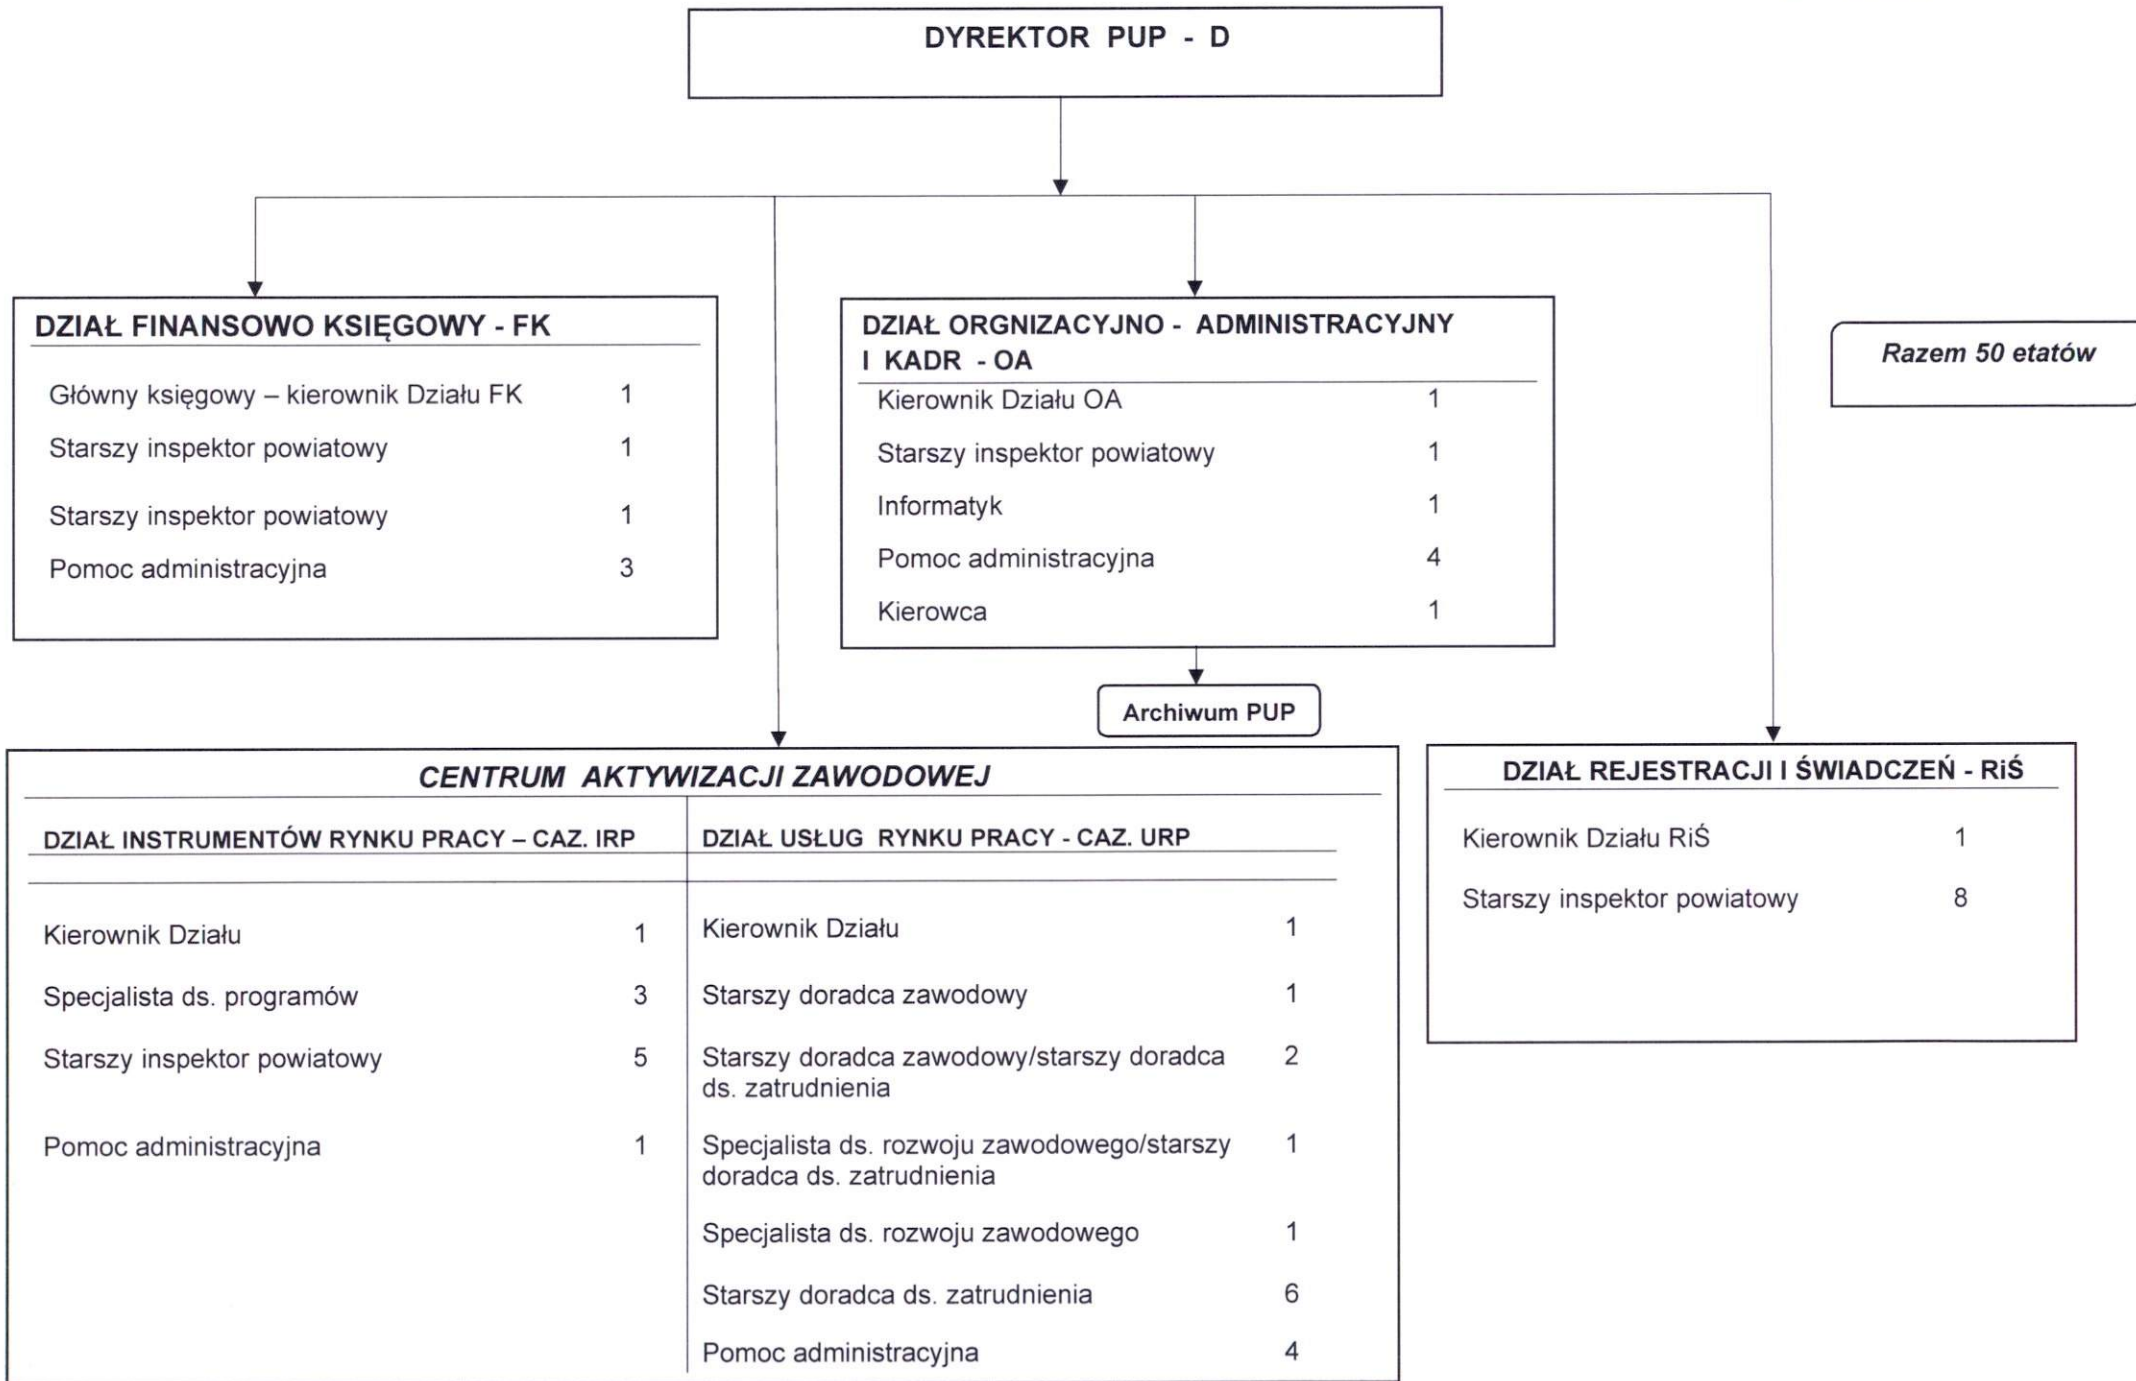 DYREKTOR PUP - D
DZIAŁ FINANSOWO KSIĘGOWY - FK
Główny księgowy – kierownik Działu FK 1
Starszy inspektor powiatowy 1
Starszy inspektor powiatowy 1
Pomoc administracyjna 3
DZIAŁ ORGNIZACYJNO - ADMINISTRACYJNY
I KADR - OA
Kierownik Działu OA 1
Starszy inspektor powiatowy 1
Informatyk 1
Pomoc administracyjna 4
Kierowca 1
Razem 50 etatów
Archiwum PUP
CENTRUM AKTYWIZACJI ZAWODOWEJ
DZIAŁ INSTRUMENTÓW RYNKU PRACY – CAZ. IRP
Kierownik Działu 1
Specjalista ds. programów 3
Starszy inspektor powiatowy 5
Pomoc administracyjna 1
DZIAŁ USŁUG RYNKU PRACY - CAZ. URP
Kierownik Działu 1
Starszy doradca zawodowy 1
Starszy doradca zawodowy/starszy doradca 2
ds. zatrudnienia
Specjalista ds. rozwoju zawodowego/starszy 1
doradca ds. zatrudnienia
Specjalista ds. rozwoju zawodowego 1
Starszy doradca ds. zatrudnienia 6
Pomoc administracyjna 4
DZIAŁ REJESTRACJI I ŚWIADCZEŃ - RiŚ
Kierownik Działu RiŚ 1
Starszy inspektor powiatowy 8